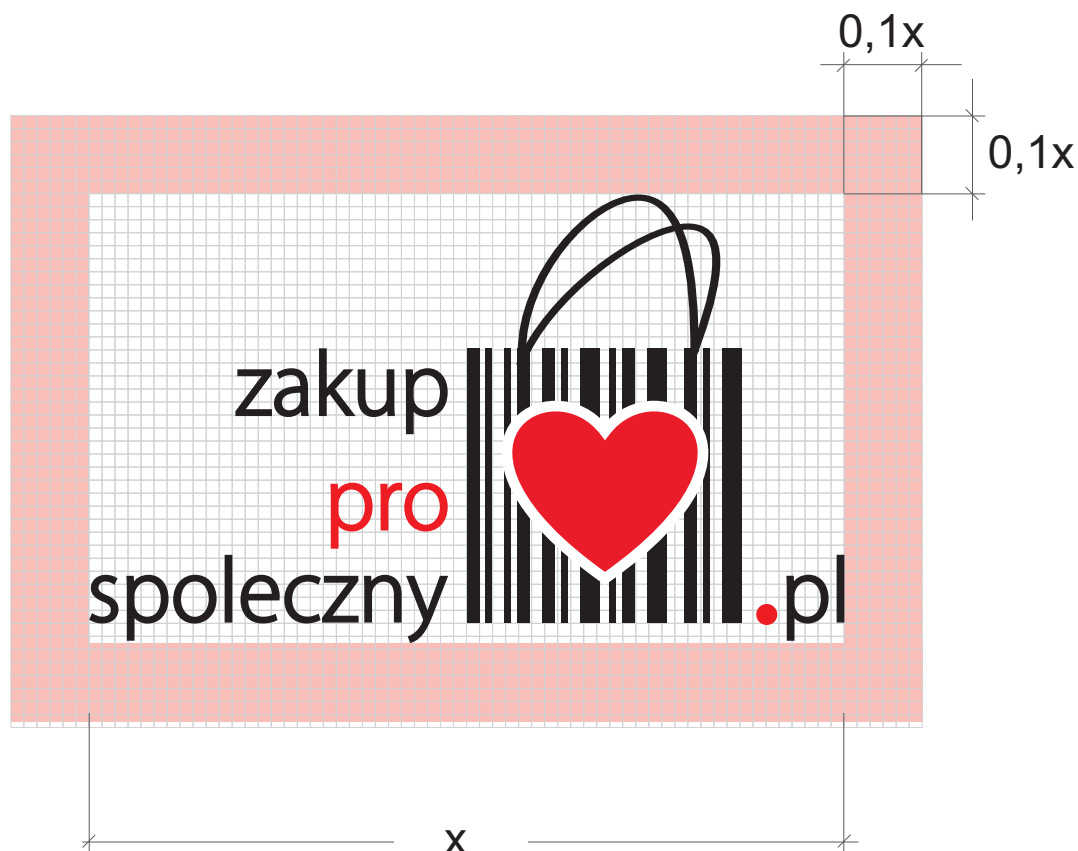 0,1x
0,1x
zakup
pro
spoleczny
.pl
x